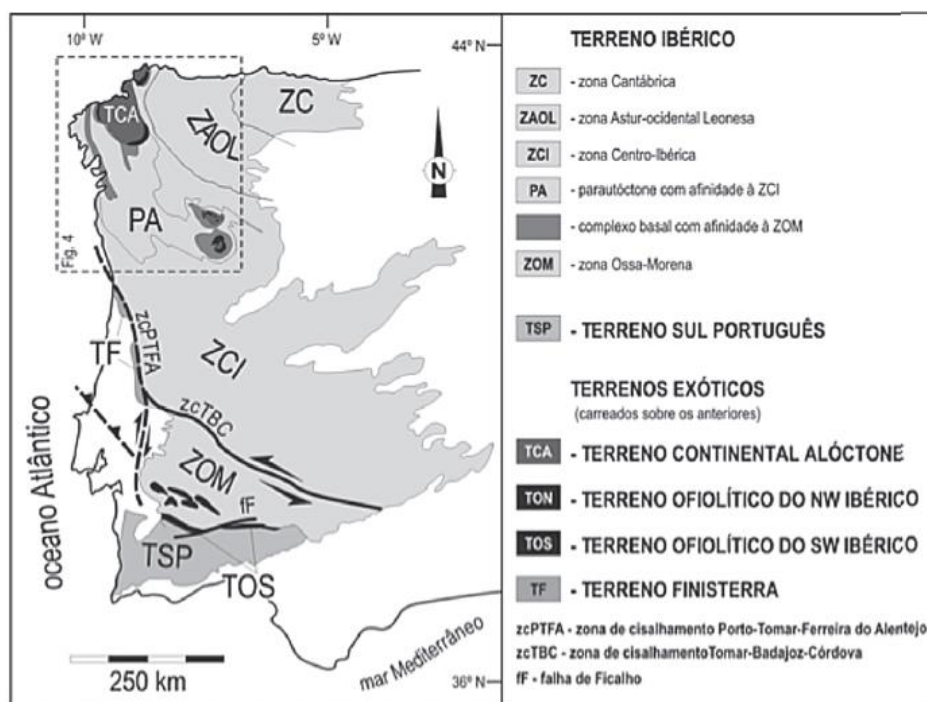 10º W
5º W
44º N
TCA
ZAOL
ZC
N
PA
Fig. 4
zcPTFA
TF
ZCI
zcTBC
oceano Atlântico
ZOM
fF
TSP
TOS
mar Mediterrâneo
250 km
36º N
TERRENO IBÉRICO
ZC - zona Cantábrica
ZAOL - zona Astur-ocidental Leonesa
ZCI - zona Centro-Ibérica
PA - parautóctone com afinidade à ZCI
- complexo basal com afinidade à ZOM
ZOM - zona Ossa-Morena
TSP - TERRENO SUL PORTUGUÊS
TERRENOS EXÓTICOS
(carreados sobre os anteriores)
TCA - TERRENO CONTINENTAL ALÓCTONE
TON - TERRENO OFIOLÍTICO DO NW IBÉRICO
TOS - TERRENO OFIOLÍTICO DO SW IBÉRICO
TF - TERRENO FINISTERRA
zcPTFA - zona de cisalhamento Porto-Tomar-Ferreira do Alentejo
zcTBC - zona de cisalhamentoTomar-Badajoz-Córdova
fF - falha de Ficalho